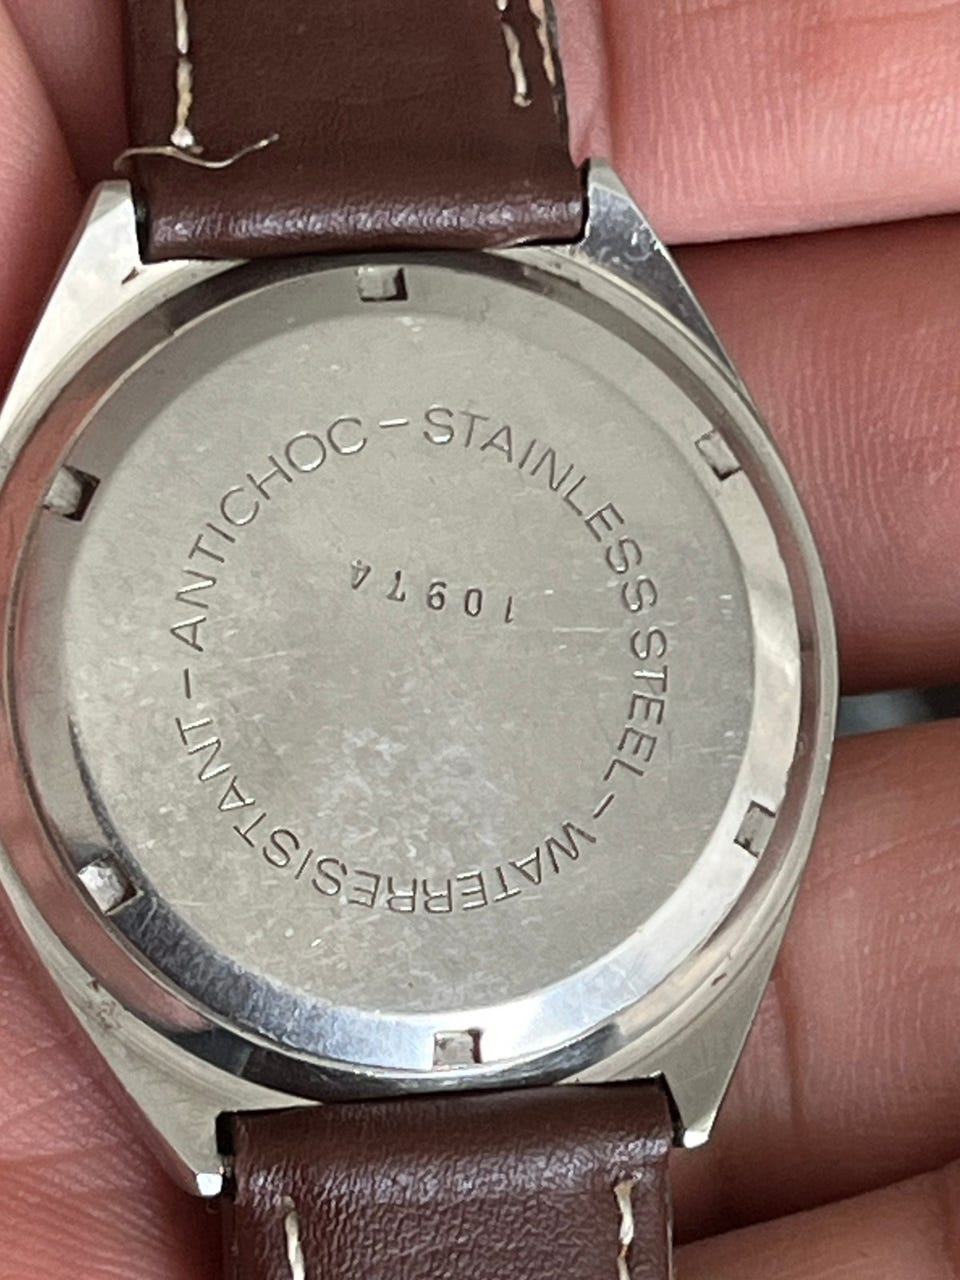 ANTICHOC - STAINLESS STEEL - WATERRESISTANT -
10974